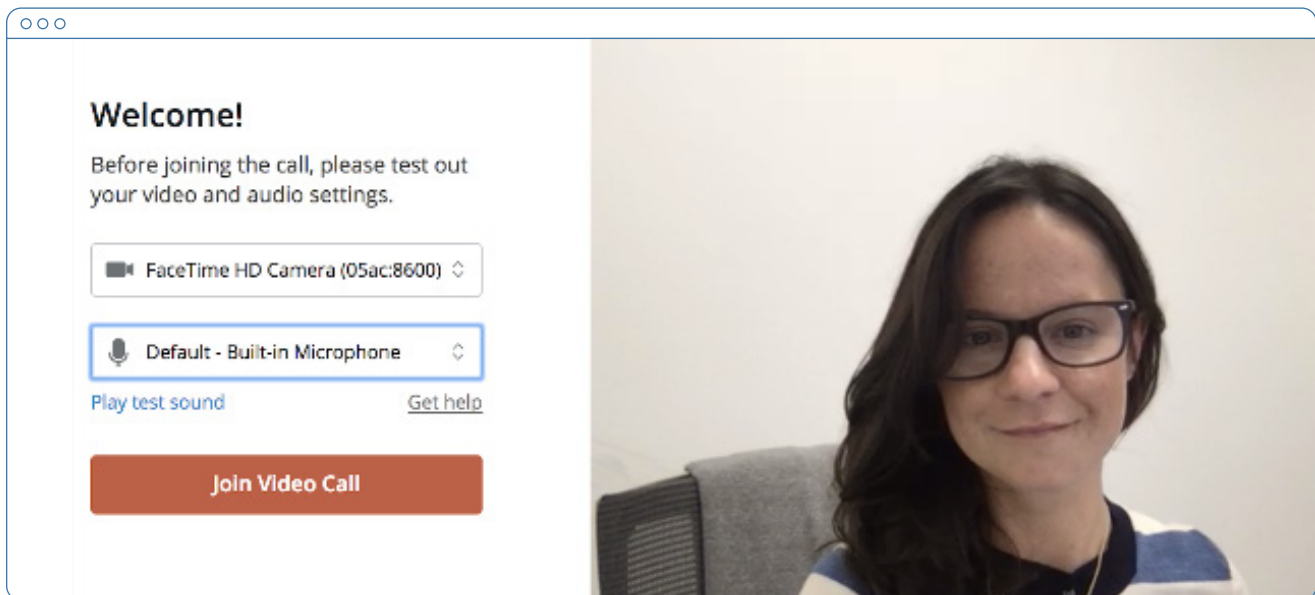 Welcome!
Before joining the call, please test out
your video and audio settings.
FaceTime HD Camera (05ac:8600)
Default - Built-in Microphone
Play test sound
Get help
Join Video Call